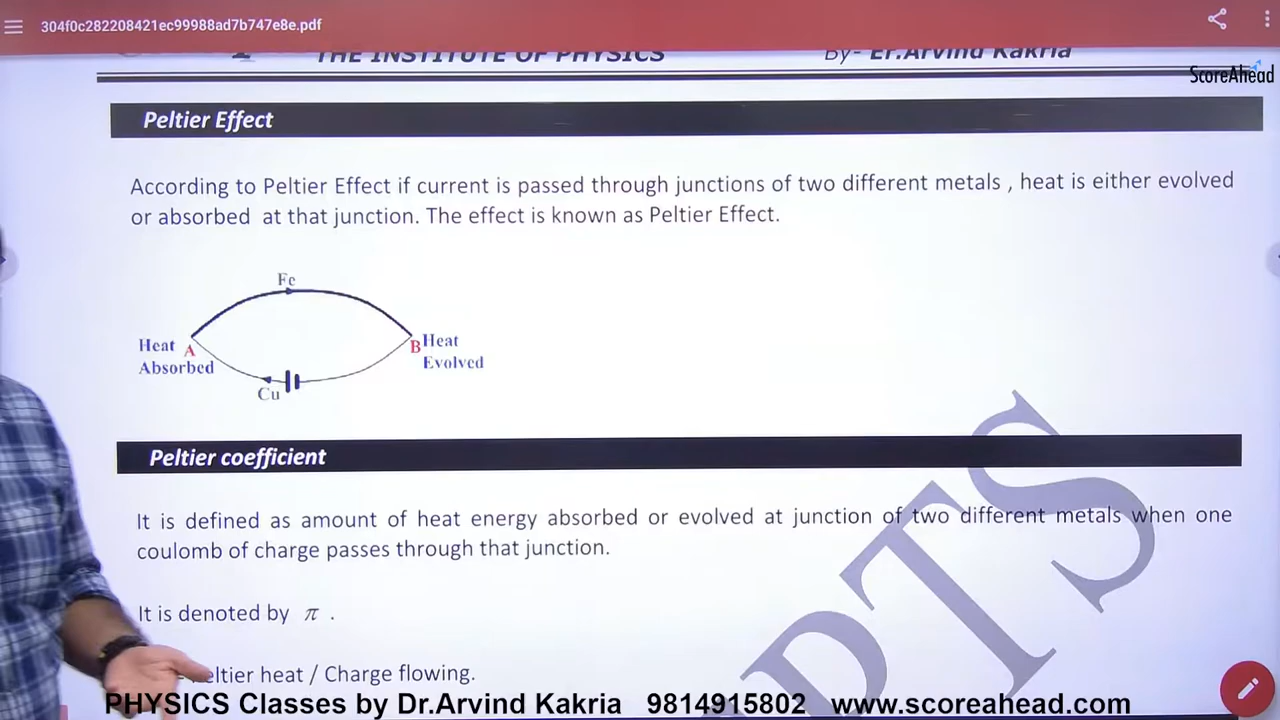 304f0c282208421ec99988ad7b747e8e.pdf
THE INSTITUTE OF PHYSICS By- Er.Arvind Kakria
ScoreAhead
Peltier Effect
According to Peltier Effect if current is passed through junctions of two different metals , heat is either evolved
or absorbed at that junction. The effect is known as Peltier Effect.
Fe
Heat A
Absorbed
B Heat
Evolved
Cu
Peltier coefficient
It is defined as amount of heat energy absorbed or evolved at junction of two different metals when one
coulomb of charge passes through that junction.
It is denoted by π .
heat / Charge flowing.
PTS
PHYSICS Classes by Dr.Arvind Kakria 9814915802 www.scoreahead.com